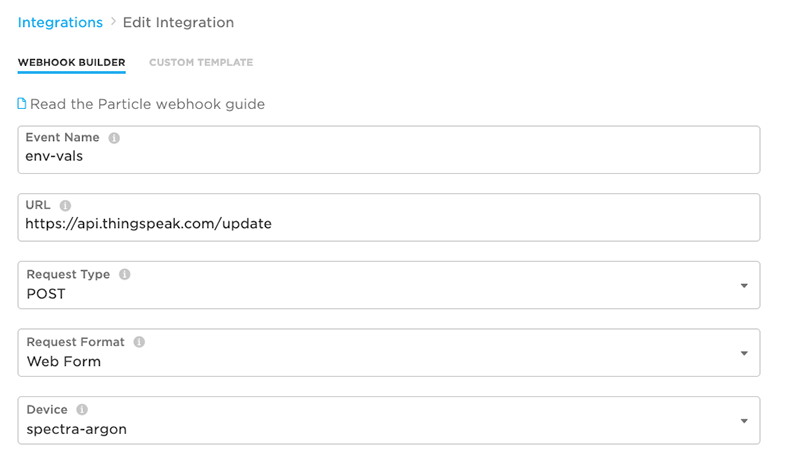 Integrations > Edit Integration
WEBHOOK BUILDER CUSTOM TEMPLATE
Read the Particle webhook guide
Event Name
env-vals
URL
https://api.thingspeak.com/update
Request Type
POST
Request Format
Web Form
Device
spectra-argon